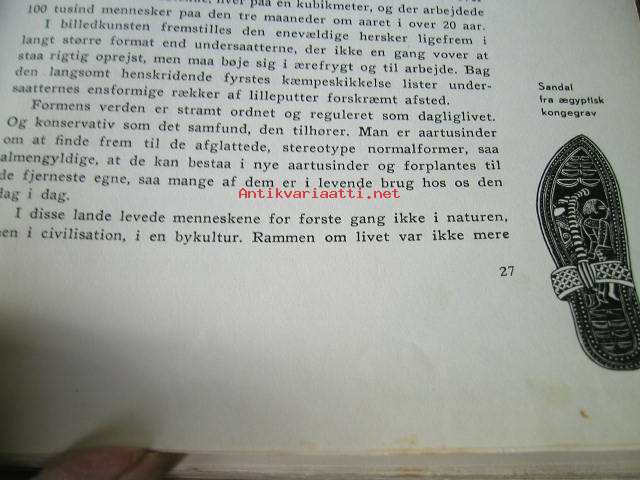 paa en kubikmeter, og der arbejdede
100 tusind mennesker paa den tre maaneder om aaret i over 20 aar.
I billedkunsten fremstilles den enevældige hersker ligefrem i
langt større format end undersaatterne, der ikke en gang vover at
staa rigtig oprejst, men maa bøje sig i ærefrygt og til arbejde. Bag
den langsomt henskridende fyrstes kæmpeskikkelse lister under-
saatternes ensformige rækker af lilleputter forskræmt afsted.
Formens verden er stramt ordnet og reguleret som dagliglivet.
Og konservativ som det samfund, den tilhører. Man er aartusinder
om at finde frem til de afglattede, stereotype normalformer, saa
almengyldige, at de kan bestaa i nye aartusinder og forplantes til
de fjerneste egne, saa mange af dem er i levende brug hos os den
dag i dag.
I disse lande levede menneskene for første gang ikke i naturen,
men i civilisation, i en bykultur. Rammen om livet var ikke mere
27
Sandal
fra ægyptisk
kongegrav
Antikvariaatti.net